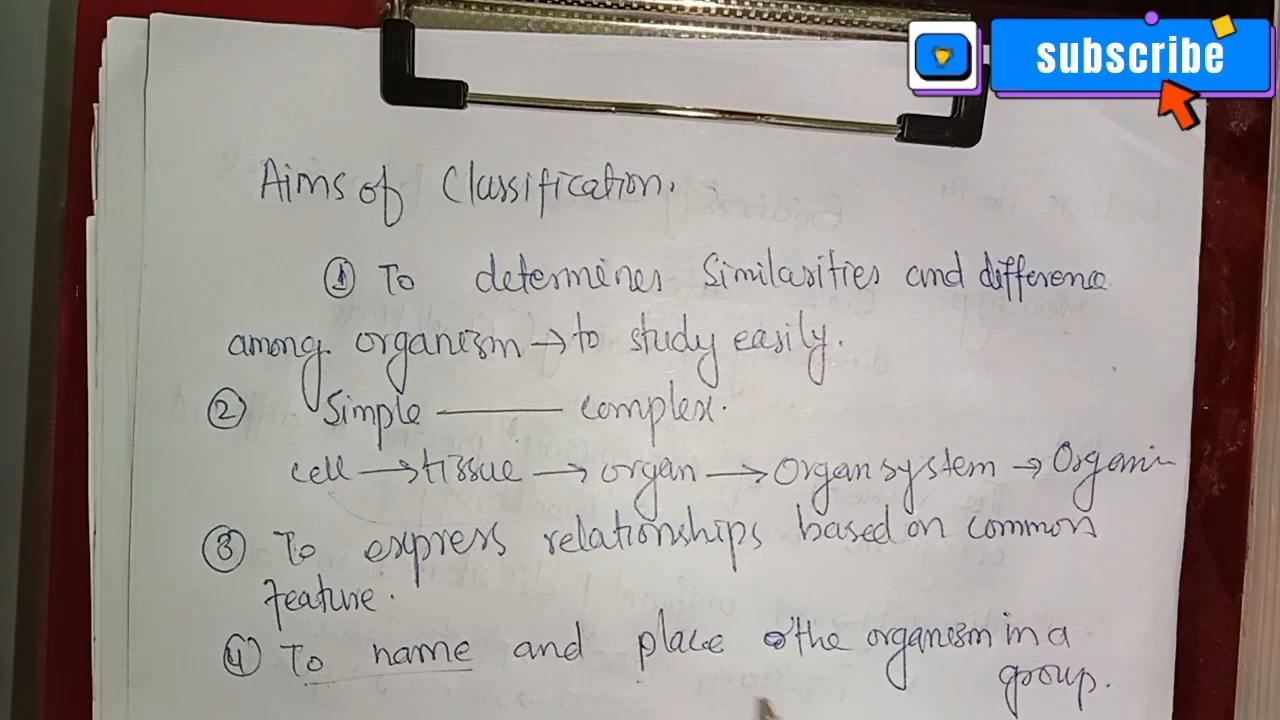 subscribe
Aims of Classification.
① To determines Similarities and difference
among organism → to study easily.
② Simple — complex.
cell → tissue → organ → Organ system → Organi
③ To express relationships based on common
feature.
④ To name and place the organism in a
group.